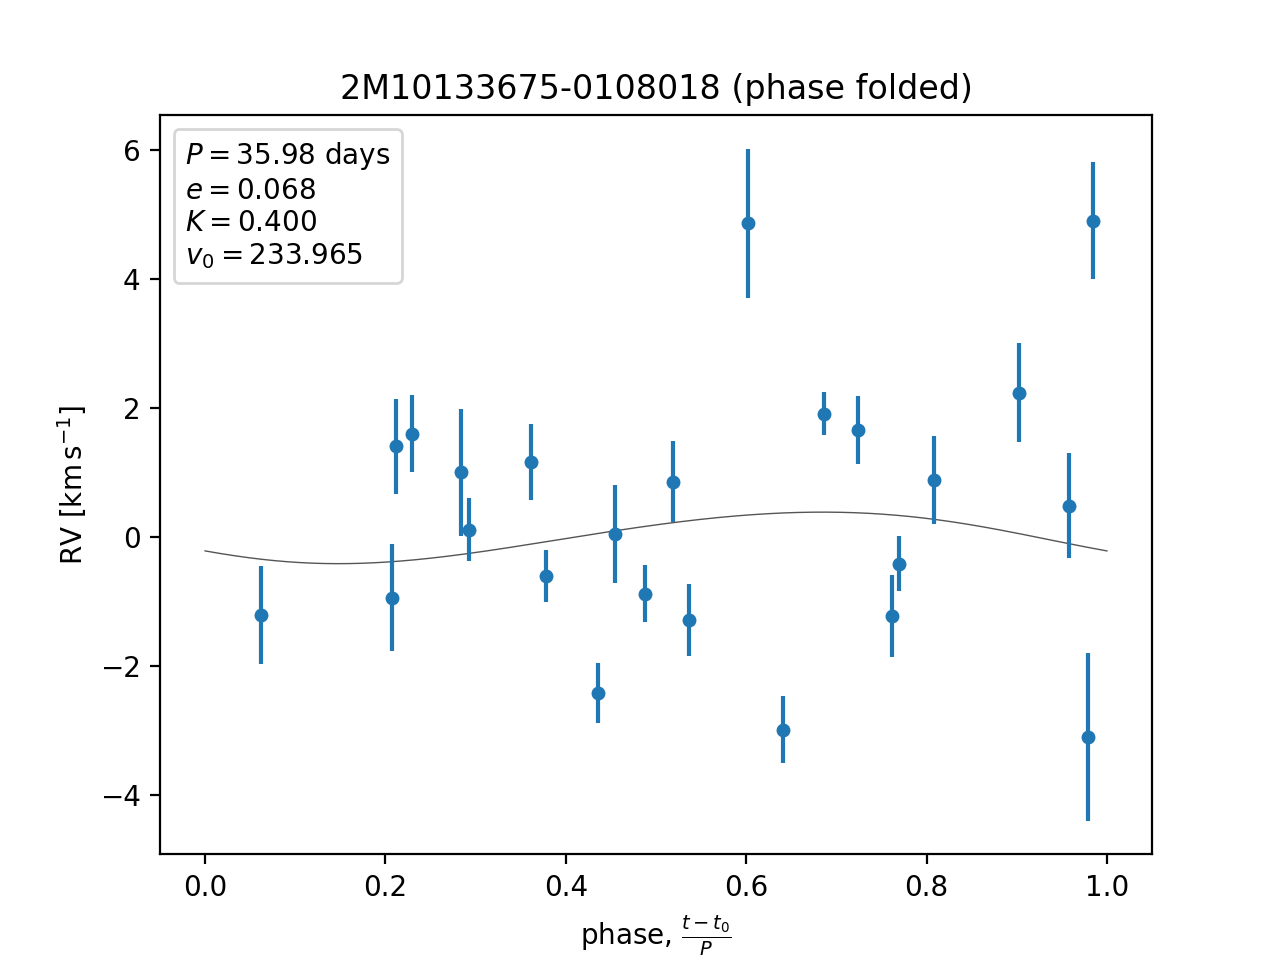 2M10133675-0108018 (phase folded)
P = 35.98 days
e = 0.068
K = 0.400
v₀ = 233.965
6
4
2
0
−2
−4
RV [km s⁻¹]
0.0 0.2 0.4 0.6 0.8 1.0
phase, (t − t₀)/P